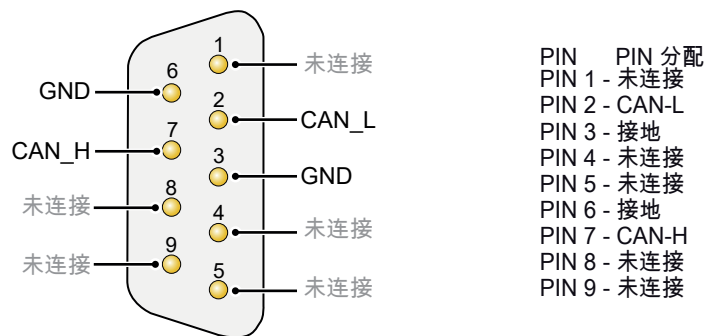 1
未连接
6
GND
2
CAN_L
7
CAN_H
3
GND
8
未连接
4
未连接
9
未连接
5
未连接
PIN PIN 分配
PIN 1 - 未连接
PIN 2 - CAN-L
PIN 3 - 接地
PIN 4 - 未连接
PIN 5 - 未连接
PIN 6 - 接地
PIN 7 - CAN-H
PIN 8 - 未连接
PIN 9 - 未连接